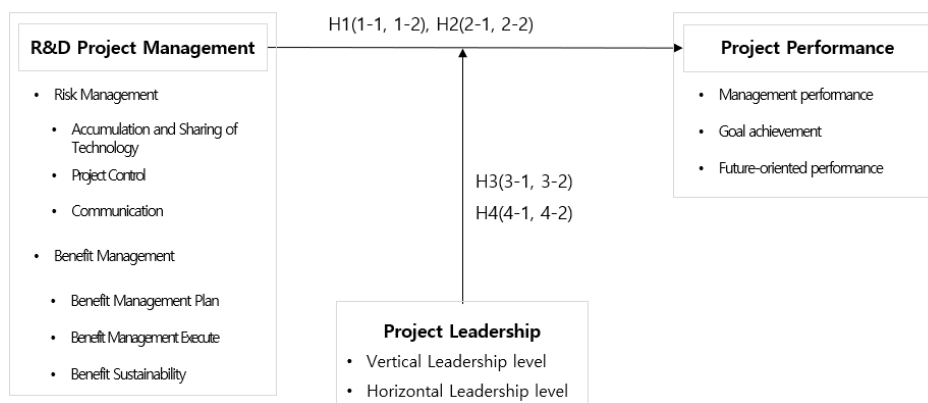 H1(1-1, 1-2), H2(2-1, 2-2)
R&D Project Management
• Risk Management
• Accumulation and Sharing of
Technology
• Project Control
• Communication
• Benefit Management
• Benefit Management Plan
• Benefit Management Execute
• Benefit Sustainability
Project Performance
• Management performance
• Goal achievement
• Future-oriented performance
H3(3-1, 3-2)
H4(4-1, 4-2)
Project Leadership
• Vertical Leadership level
• Horizontal Leadership level